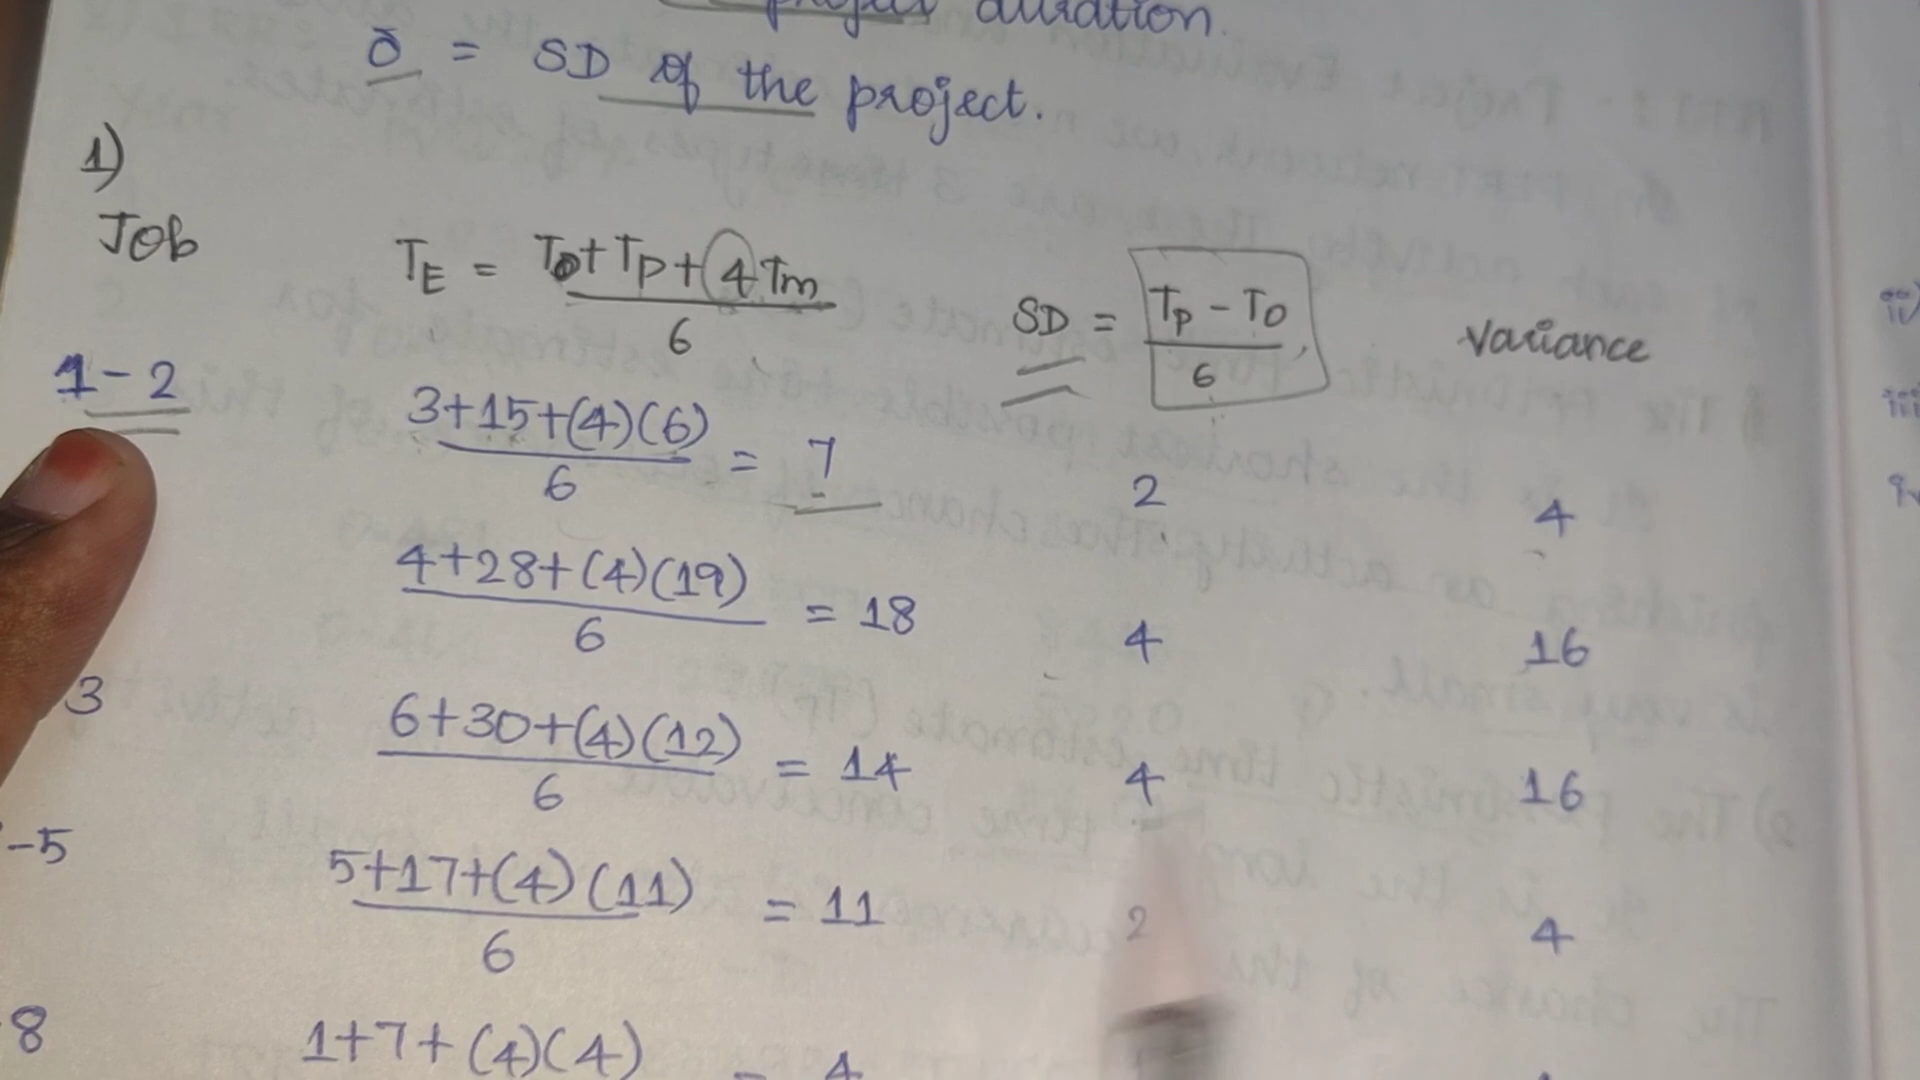 project duration.
σ = SD of the project.
1)
Job
TE = To+Tp+4Tm / 6
SD = Tp - To / 6
Variance
1-2
3+15+(4)(6) / 6 = 7
2
4
4+28+(4)(19) / 6 = 18
4
16
3
6+30+(4)(12) / 6 = 14
4
16
-5
5+17+(4)(11) / 6 = 11
2
4
8
1+7+(4)(4) = 4